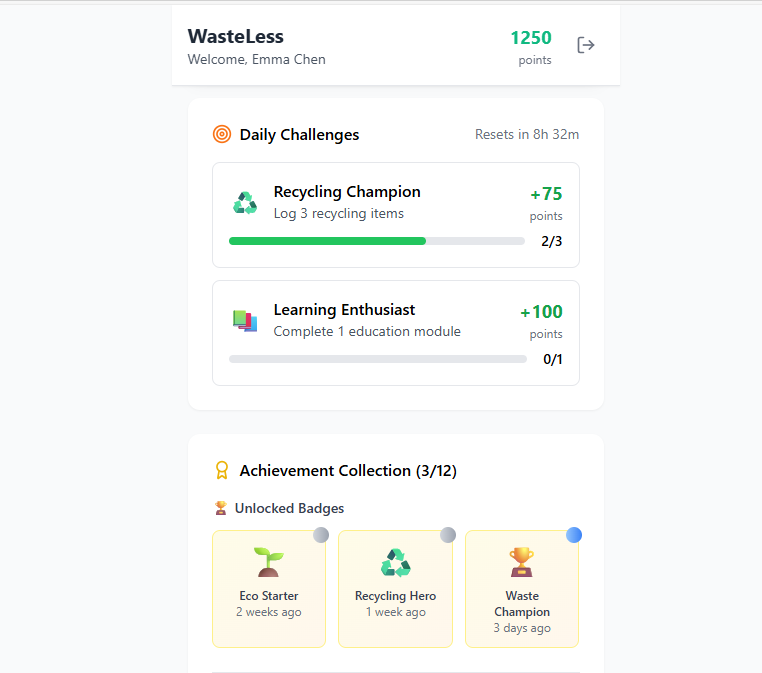 WasteLess
Welcome, Emma Chen
1250
points
Daily Challenges
Resets in 8h 32m
Recycling Champion
Log 3 recycling items
+75
points
2/3
Learning Enthusiast
Complete 1 education module
+100
points
0/1
Achievement Collection (3/12)
Unlocked Badges
Eco Starter
2 weeks ago
Recycling Hero
1 week ago
Waste
Champion
3 days ago